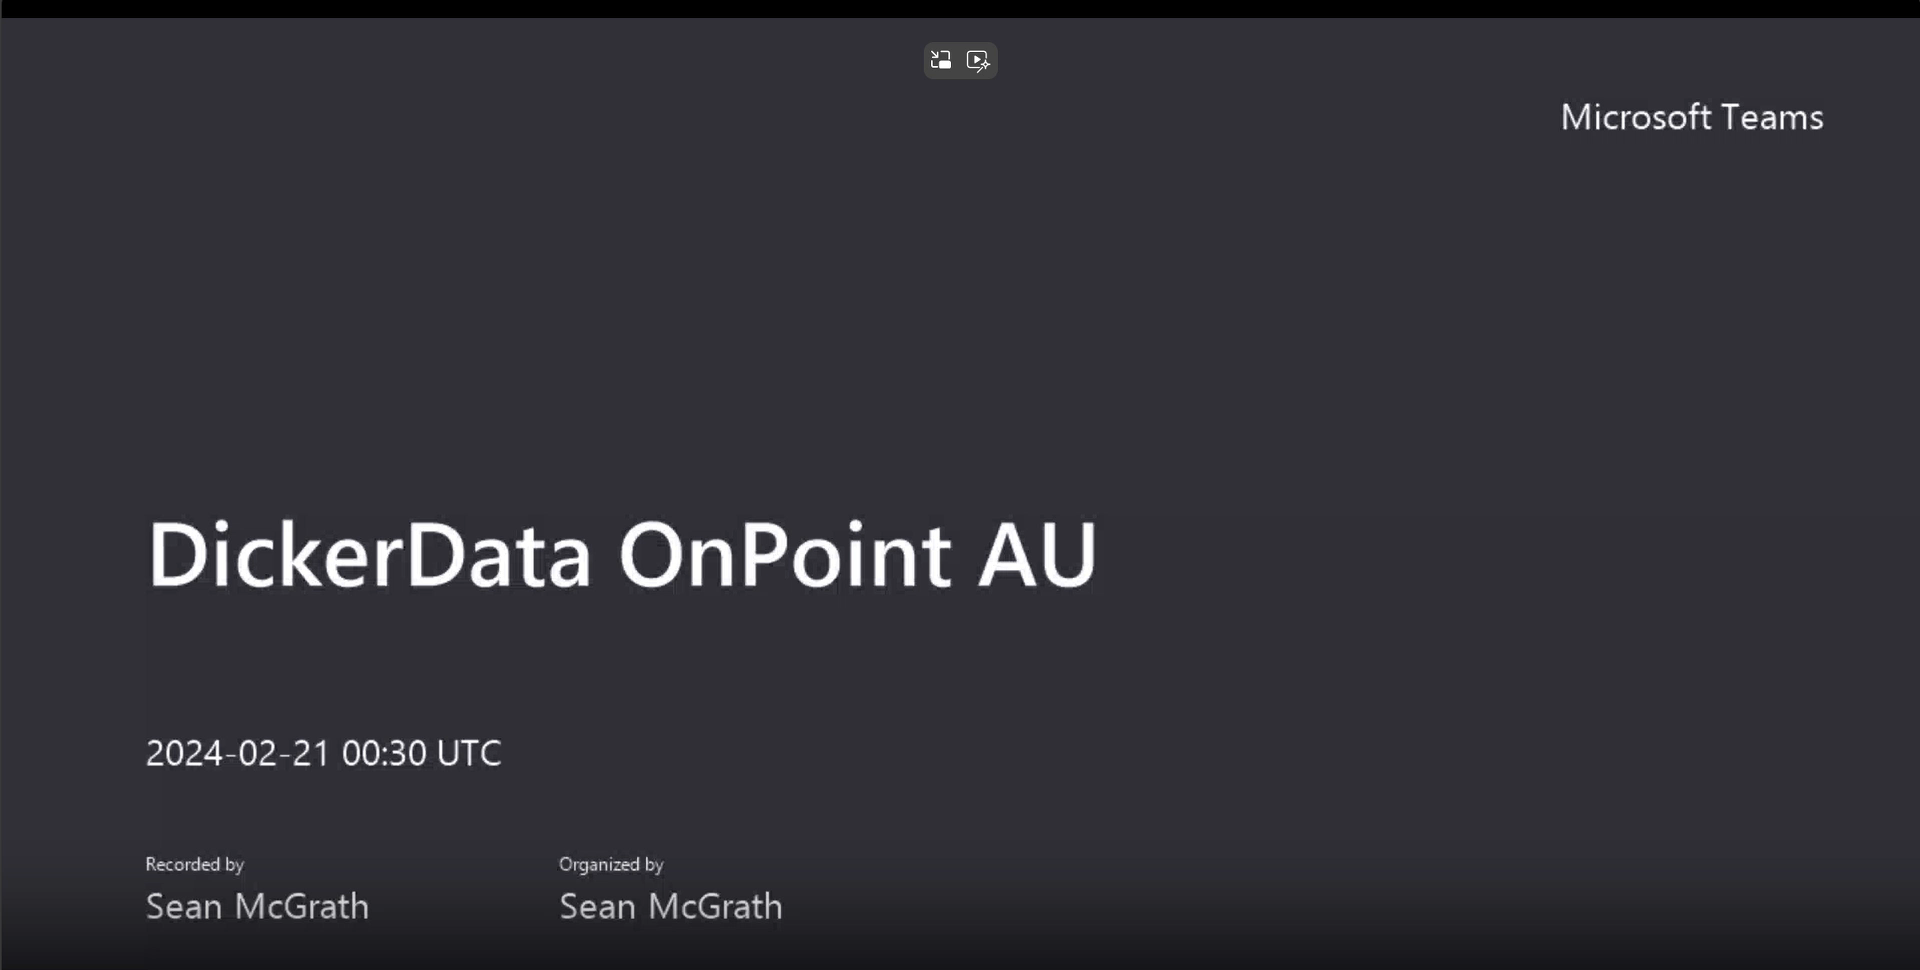 Microsoft Teams
DickerData OnPoint AU
2024-02-21 00:30 UTC
Recorded by
Sean McGrath
Organized by
Sean McGrath